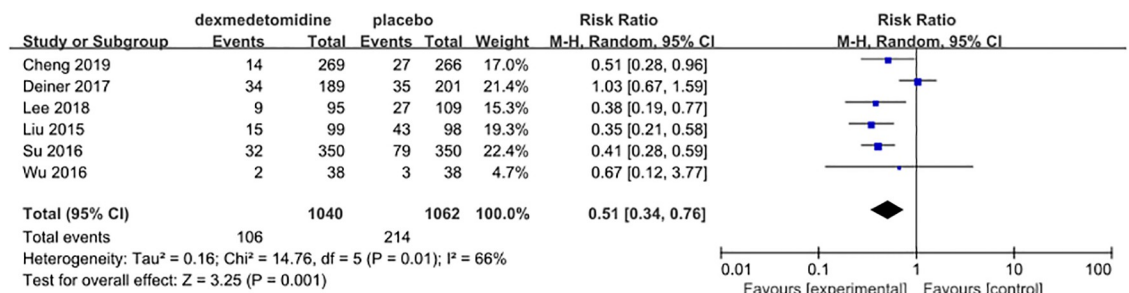 dexmedetomidine placebo Risk Ratio Risk Ratio
Study or Subgroup Events Total Events Total Weight M-H, Random, 95% CI M-H, Random, 95% CI
Cheng 2019 14 269 27 266 17.0% 0.51 [0.28, 0.96]
Deiner 2017 34 189 35 201 21.4% 1.03 [0.67, 1.59]
Lee 2018 9 95 27 109 15.3% 0.38 [0.19, 0.77]
Liu 2015 15 99 43 98 19.3% 0.35 [0.21, 0.58]
Su 2016 32 350 79 350 22.4% 0.41 [0.28, 0.59]
Wu 2016 2 38 3 38 4.7% 0.67 [0.12, 3.77]
Total (95% CI) 1040 1062 100.0% 0.51 [0.34, 0.76]
Total events 106 214
Heterogeneity: Tau² = 0.16; Chi² = 14.76, df = 5 (P = 0.01); I² = 66%
Test for overall effect: Z = 3.25 (P = 0.001)
0.01 0.1 1 10 100
Favours [experimental] Favours [control]